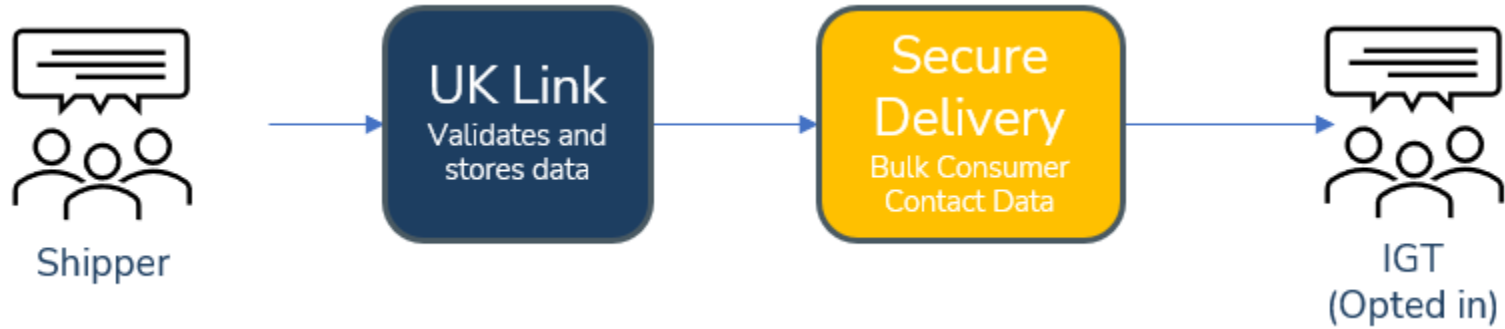 Shipper
UK Link
Validates and
stores data
Secure
Delivery
Bulk Consumer
Contact Data
IGT
(Opted in)